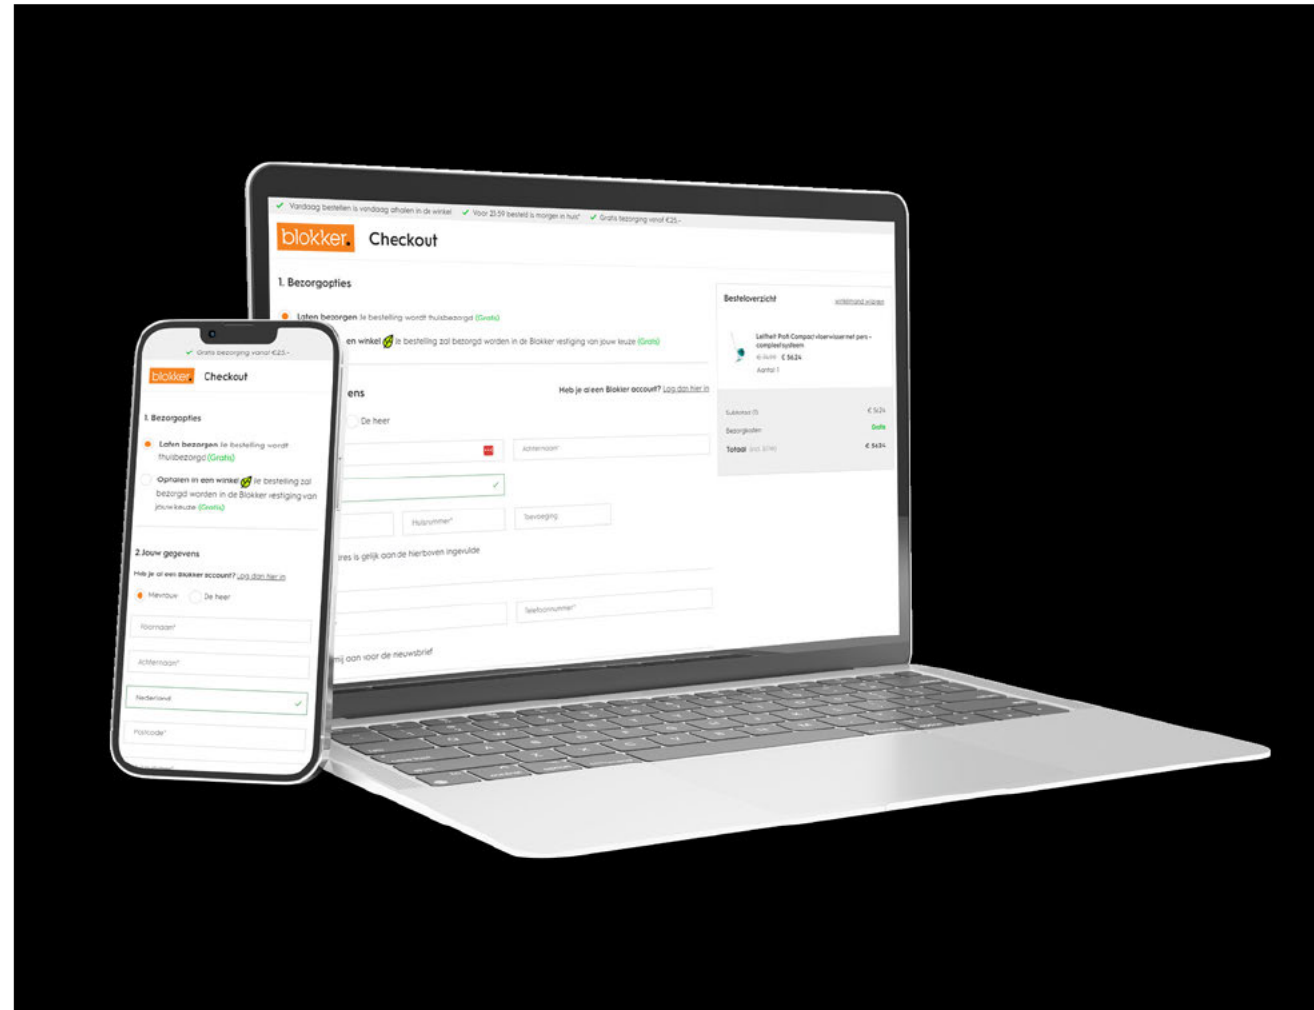 Vandaag bestellen is vandaag afhalen in de winkel Voor 23.59 besteld is morgen in huis* Gratis bezorging vanaf €25,-
blokker. Checkout
1. Bezorgopties
Laten bezorgen Je bestelling wordt thuisbezorgd (Gratis)
en winkel Je bestelling zal bezorgd worden in de Blokker vestiging van jouw keuze (Gratis)
ens
Heb je al een Blokker account? Log dan hier in
De heer
Achternaam*
Huisnummer*
Toevoeging
dres is gelijk aan de hierboven ingevulde
Telefoonnummer*
mij aan voor de nieuwsbrief
Besteloverzicht
winkelmand wijzigen
Leifheit Profi Compact vloerwisser met pers -
compleet systeem
€ 56,24
Aantal: 1
Subtotaal (1)
Bezorgkosten Gratis
Totaal € 56,24
Gratis bezorging vanaf €25,-
blokker. Checkout
1. Bezorgopties
Laten bezorgen Je bestelling wordt
thuisbezorgd (Gratis)
Ophalen in een winkel Je bestelling zal
bezorgd worden in de Blokker vestiging van
jouw keuze (Gratis)
2.Jouw gegevens
Heb je al een Blokker account? Log dan hier in
Mevrouw De heer
Voornaam*
Achternaam*
Nederland
Postcode*